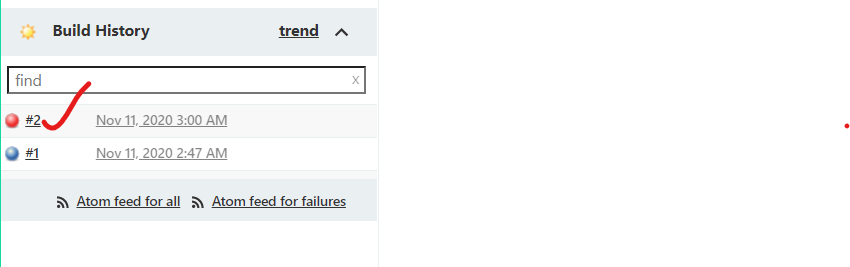 Build History trend
find x
#2 Nov 11, 2020 3:00 AM
#1 Nov 11, 2020 2:47 AM
Atom feed for all Atom feed for failures